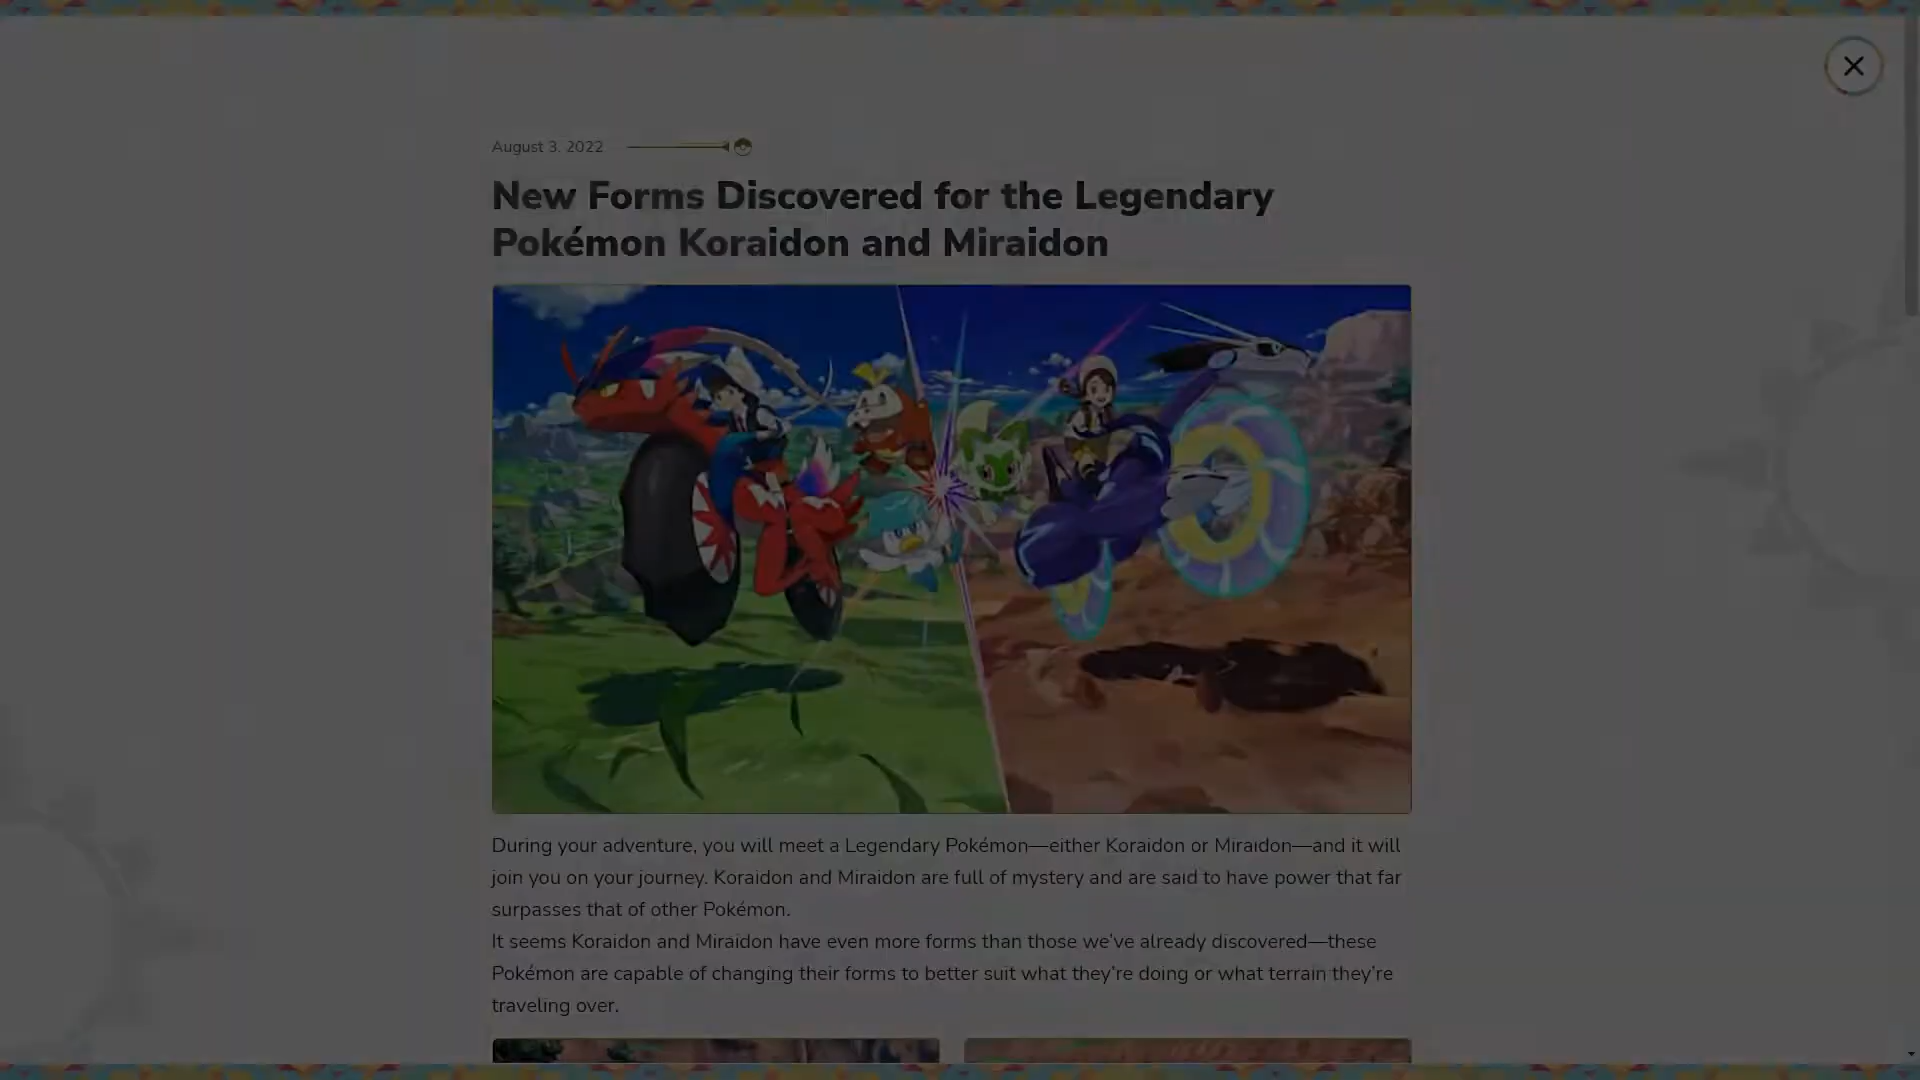 August 3, 2022
New Forms Discovered for the Legendary
Pokémon Koraidon and Miraidon
During your adventure, you will meet a Legendary Pokémon—either Koraidon or Miraidon—and it will
join you on your journey. Koraidon and Miraidon are full of mystery and are said to have power that far
surpasses that of other Pokémon.
It seems Koraidon and Miraidon have even more forms than those we’ve already discovered—these
Pokémon are capable of changing their forms to better suit what they’re doing or what terrain they’re
traveling over.